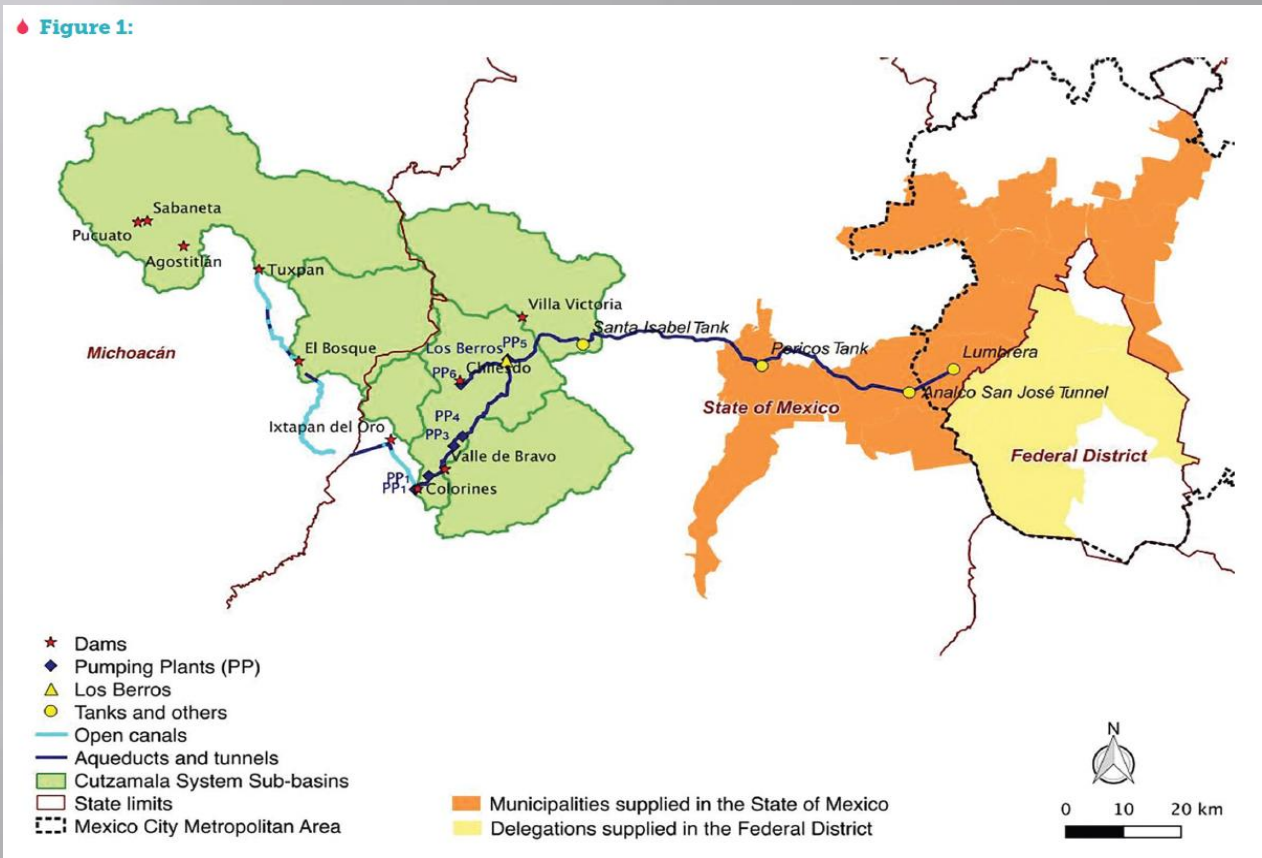 Figure 1:
Sabaneta
Pucuato
Agostitlán
Tuxpan
Villa Victoria
Santa Isabel Tank
Michoacán
El Bosque
Los Berros
PP5
Pericos Tank
Lumbrera
PP6
Chilesdo
Analco San José Tunnel
State of Mexico
PP4
Ixtapan del Oro
PP3
Valle de Bravo
Federal District
PP1
PP1
Colorines
Dams
Pumping Plants (PP)
Los Berros
Tanks and others
Open canals
Aqueducts and tunnels
Cutzamala System Sub-basins
State limits
Mexico City Metropolitan Area
Municipalities supplied in the State of Mexico
Delegations supplied in the Federal District
N
0 10 20 km